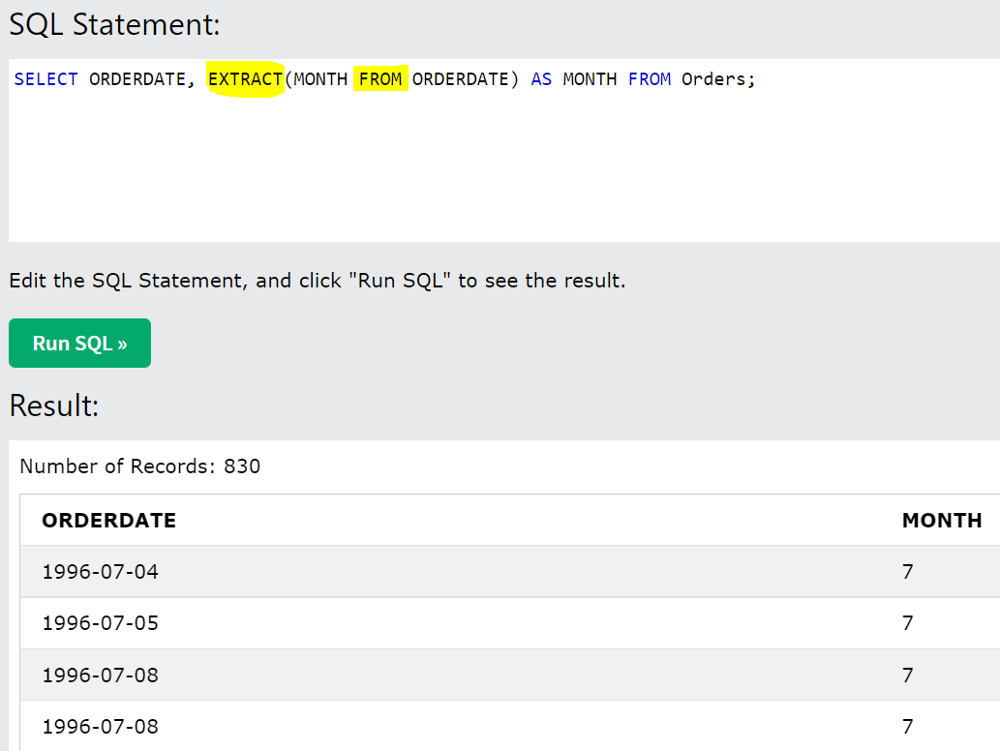 SQL Statement:
SELECT ORDERDATE, EXTRACT(MONTH FROM ORDERDATE) AS MONTH FROM Orders;
Edit the SQL Statement, and click "Run SQL" to see the result.
Run SQL »
Result:
Number of Records: 830
ORDERDATE MONTH
1996-07-04 7
1996-07-05 7
1996-07-08 7
1996-07-08 7